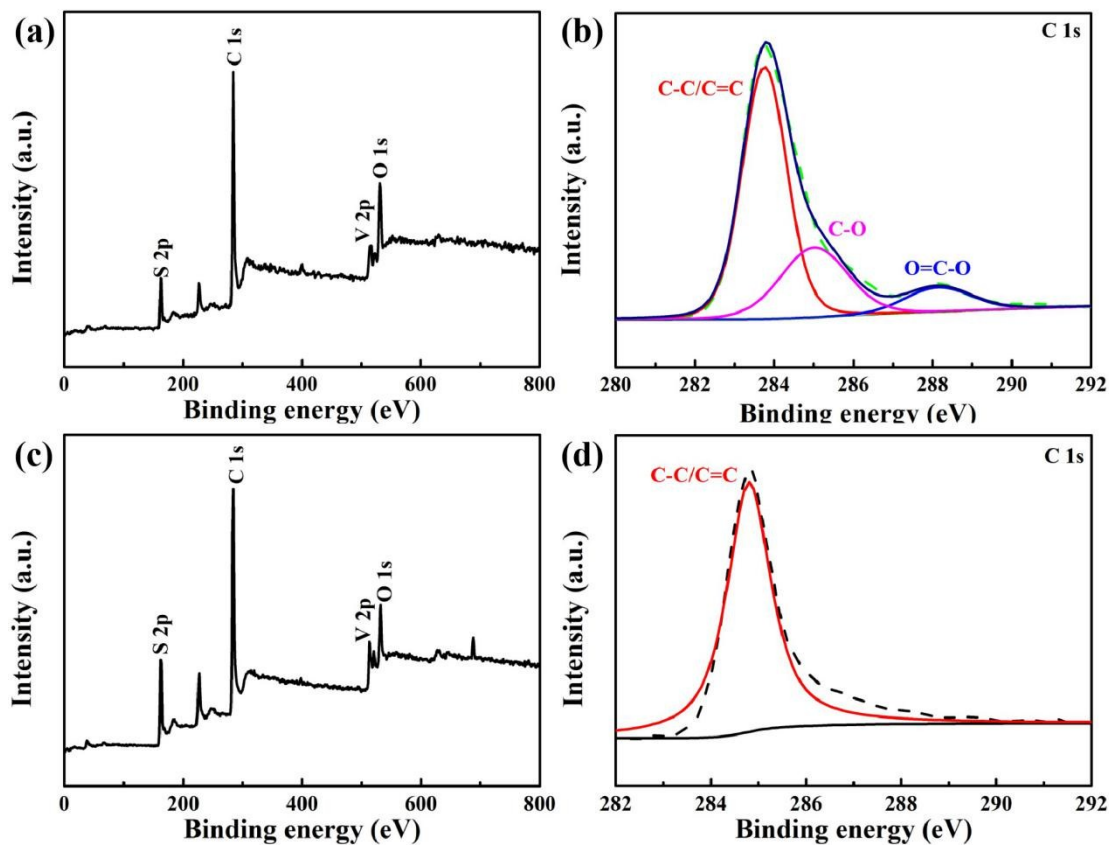 (a)
C 1s
O 1s
V 2p
S 2p
Intensity (a.u.)
0 200 400 600 800
Binding energy (eV)
(b)
C 1s
C-C/C=C
C-O
O=C-O
Intensity (a.u.)
280 282 284 286 288 290 292
Binding energy (eV)
(c)
C 1s
O 1s
V 2p
S 2p
Intensity (a.u.)
0 200 400 600 800
Binding energy (eV)
(d)
C 1s
C-C/C=C
Intensity (a.u.)
282 284 286 288 290 292
Binding energy (eV)